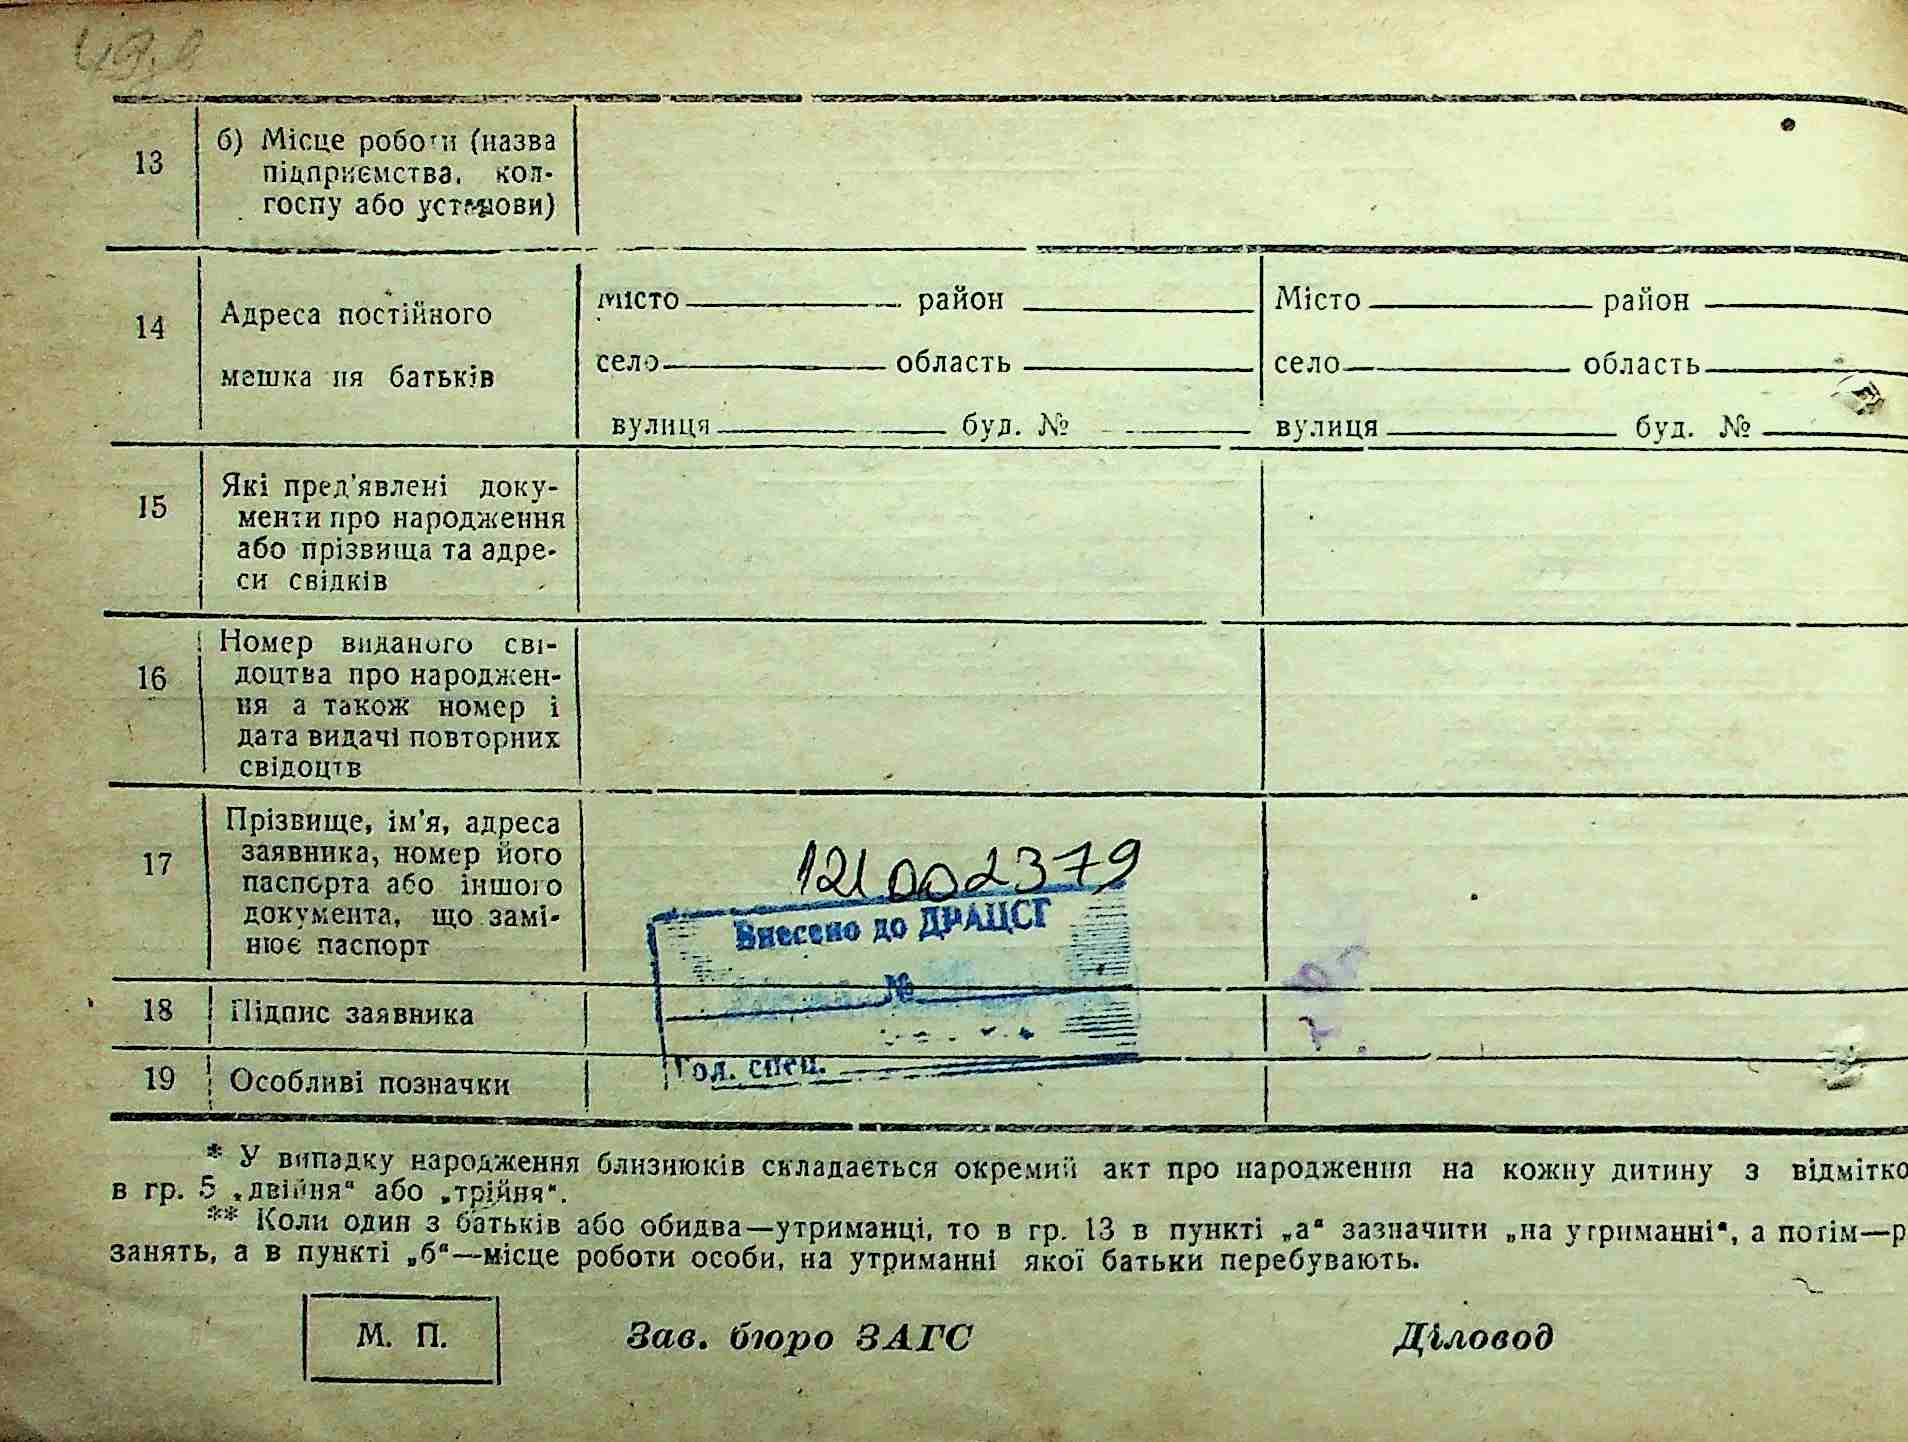 13
б) Місце роботи (назва
підприємства, кол-
госпу або установи)
14
Адреса постійного
мешка ня батьків
місто район
село область
вулиця буд. №
Місто район
село область
вулиця буд. №
15
Які пред'явлені доку-
менти про народження
або прізвища та адре-
си свідків
16
Номер виданого сві-
доцтва про народжен-
ня а також номер і
дата видачі повторних
свідоцтв
17
Прізвище, ім'я, адреса
заявника, номер його
паспорта або іншого
документа, що замі-
нює паспорт
121002379
Внесено до ДРАЦСГ
№
Гол. спец.
18
Підпис заявника
19
Особливі позначки
* У випадку народження близнюків складається окремий акт про народження на кожну дитину з відмітко
в гр. 5 „двійня“ або „трійня“.
** Коли один з батьків або обидва—утриманці, то в гр. 13 в пункті „а“ зазначити „на утриманні“, а потім—р
занять, а в пункті „б“—місце роботи особи, на утриманні якої батьки перебувають.
М. П.
Зав. бюро ЗАГС
Діловод